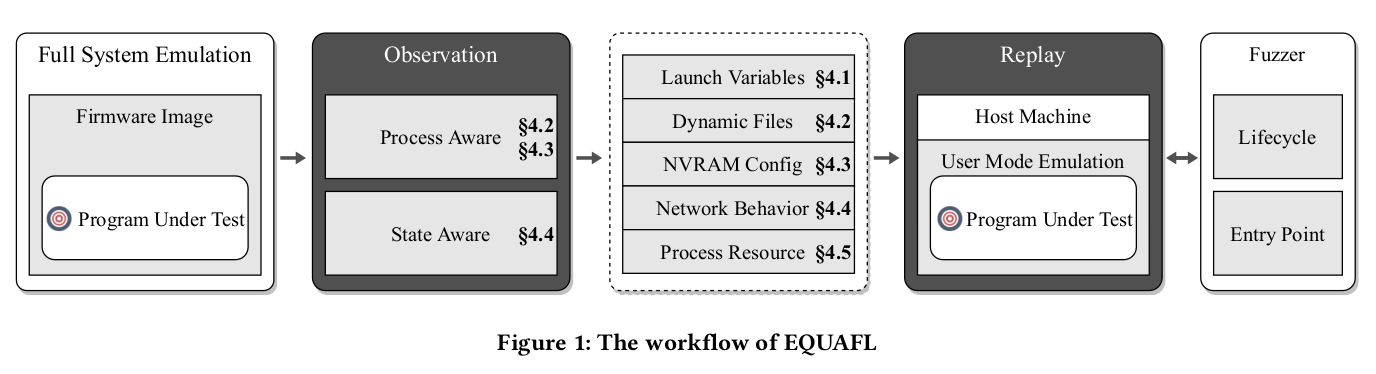 Full System Emulation
Firmware Image
Program Under Test
Observation
Process Aware §4.2
§4.3
State Aware §4.4
Launch Variables §4.1
Dynamic Files §4.2
NVRAM Config §4.3
Network Behavior §4.4
Process Resource §4.5
Replay
Host Machine
User Mode Emulation
Program Under Test
Fuzzer
Lifecycle
Entry Point
Figure 1: The workflow of EQUAFL